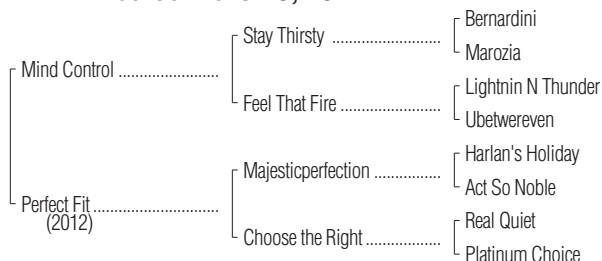 Bernardini
Stay Thirsty ........................
Marozia
Mind Control ........................
Lightnin N Thunder
Feel That Fire ......................
Ubetwereven
Harlan's Holiday
Majesticperfection ................
Act So Noble
Perfect Fit ..............................
(2012)
Real Quiet
Choose the Right .................
Platinum Choice